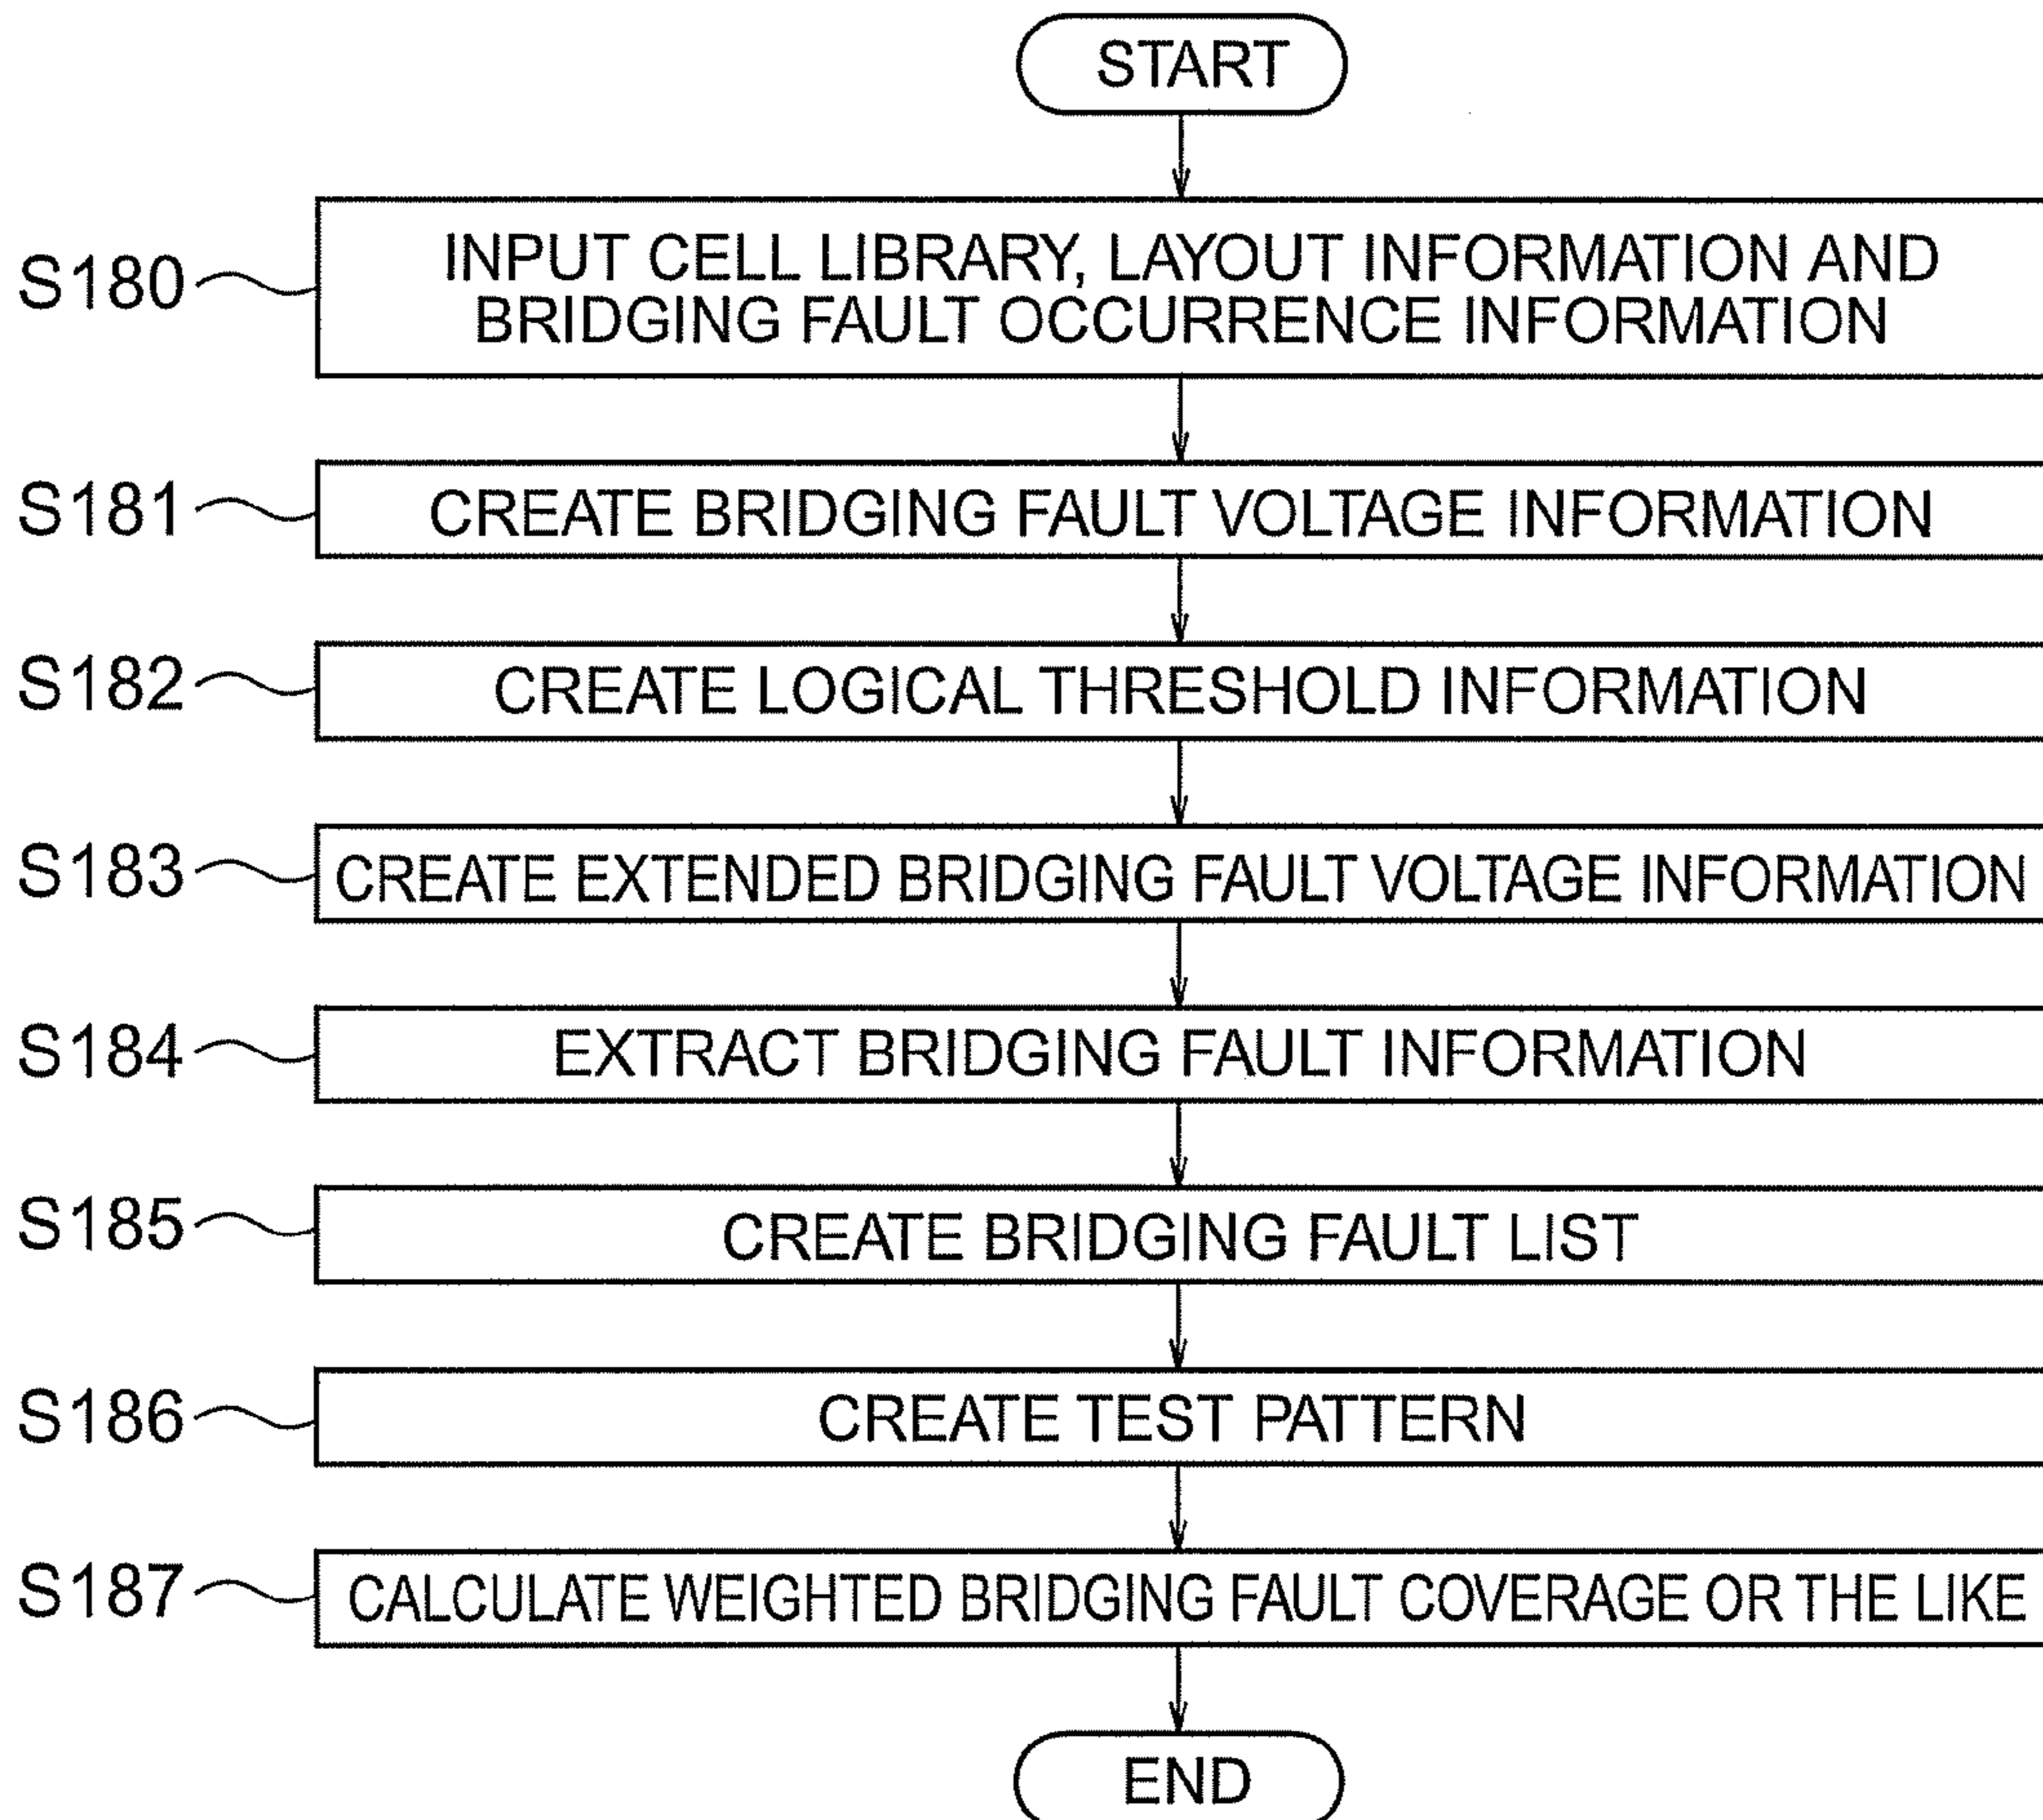 START
S180
INPUT CELL LIBRARY, LAYOUT INFORMATION AND
BRIDGING FAULT OCCURRENCE INFORMATION
S181
CREATE BRIDGING FAULT VOLTAGE INFORMATION
S182
CREATE LOGICAL THRESHOLD INFORMATION
S183
CREATE EXTENDED BRIDGING FAULT VOLTAGE INFORMATION
S184
EXTRACT BRIDGING FAULT INFORMATION
S185
CREATE BRIDGING FAULT LIST
S186
CREATE TEST PATTERN
S187
CALCULATE WEIGHTED BRIDGING FAULT COVERAGE OR THE LIKE
END